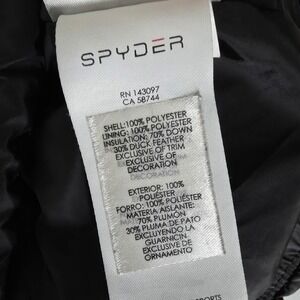 SPYDER
RN 143097
CA 58744
SHELL:100% POLYESTER
LINING: 100% POLYESTER
INSULATION: 70% DOWN
30% DUCK FEATHER
EXCLUSIVE OF TRIM
EXCLUSIVE OF
DECORATION
EXTERIOR: 100%
POLIÉSTER
FORRO: 100% POLIÉSTER
MATERIA AISLANTE:
70% PLUMÓN
30% PLUMA DE PATO
EXCLUYENDO LA
GUARNICIN
EXCLUSIVE DE
ORNAMENTO
SPORTS